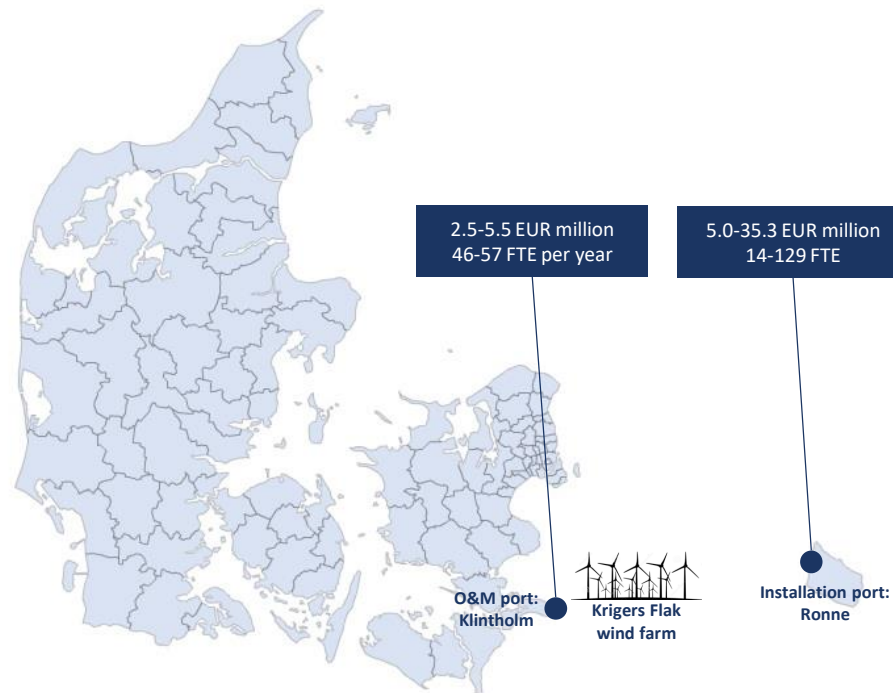 2.5-5.5 EUR million
46-57 FTE per year
5.0-35.3 EUR million
14-129 FTE
O&M port:
Klintholm
Krigers Flak
wind farm
Installation port:
Ronne